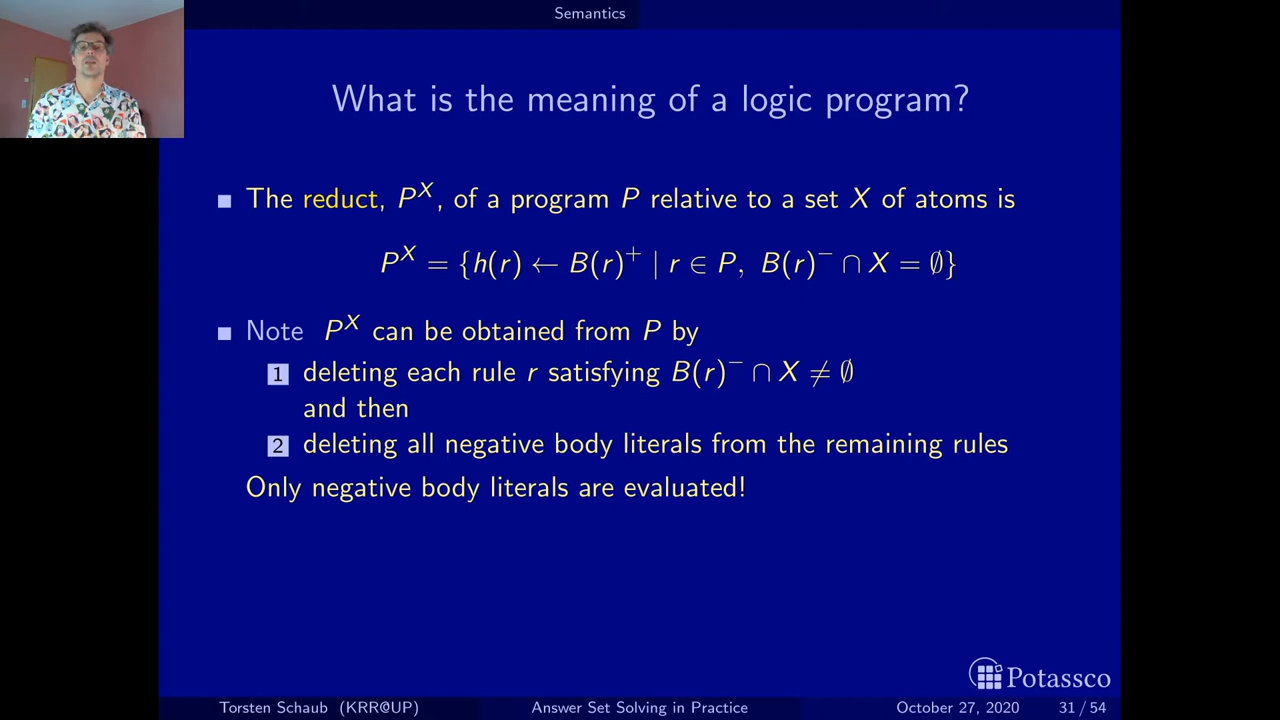 Semantics
What is the meaning of a logic program?
■ The reduct, P^X, of a program P relative to a set X of atoms is
P^X = {h(r) ← B(r)^+ | r ∈ P, B(r)^− ∩ X = ∅}
■ Note P^X can be obtained from P by
1 deleting each rule r satisfying B(r)^− ∩ X ≠ ∅
and then
2 deleting all negative body literals from the remaining rules
Only negative body literals are evaluated!
Potassco
Torsten Schaub (KRR@UP) Answer Set Solving in Practice October 27, 2020 31 / 54